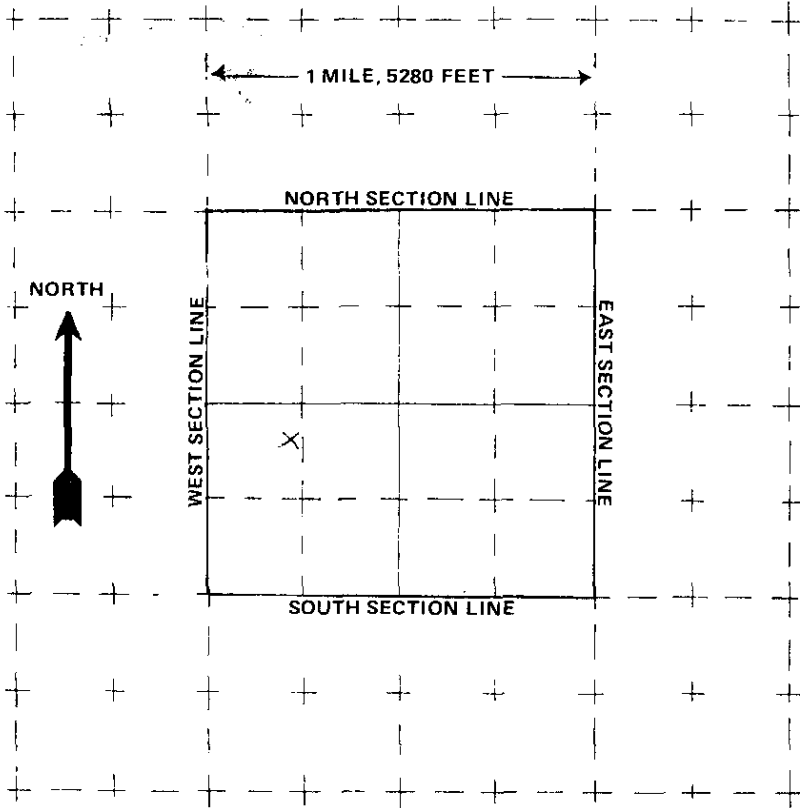 1 MILE, 5280 FEET
NORTH SECTION LINE
NORTH
WEST SECTION LINE
EAST SECTION LINE
X
SOUTH SECTION LINE